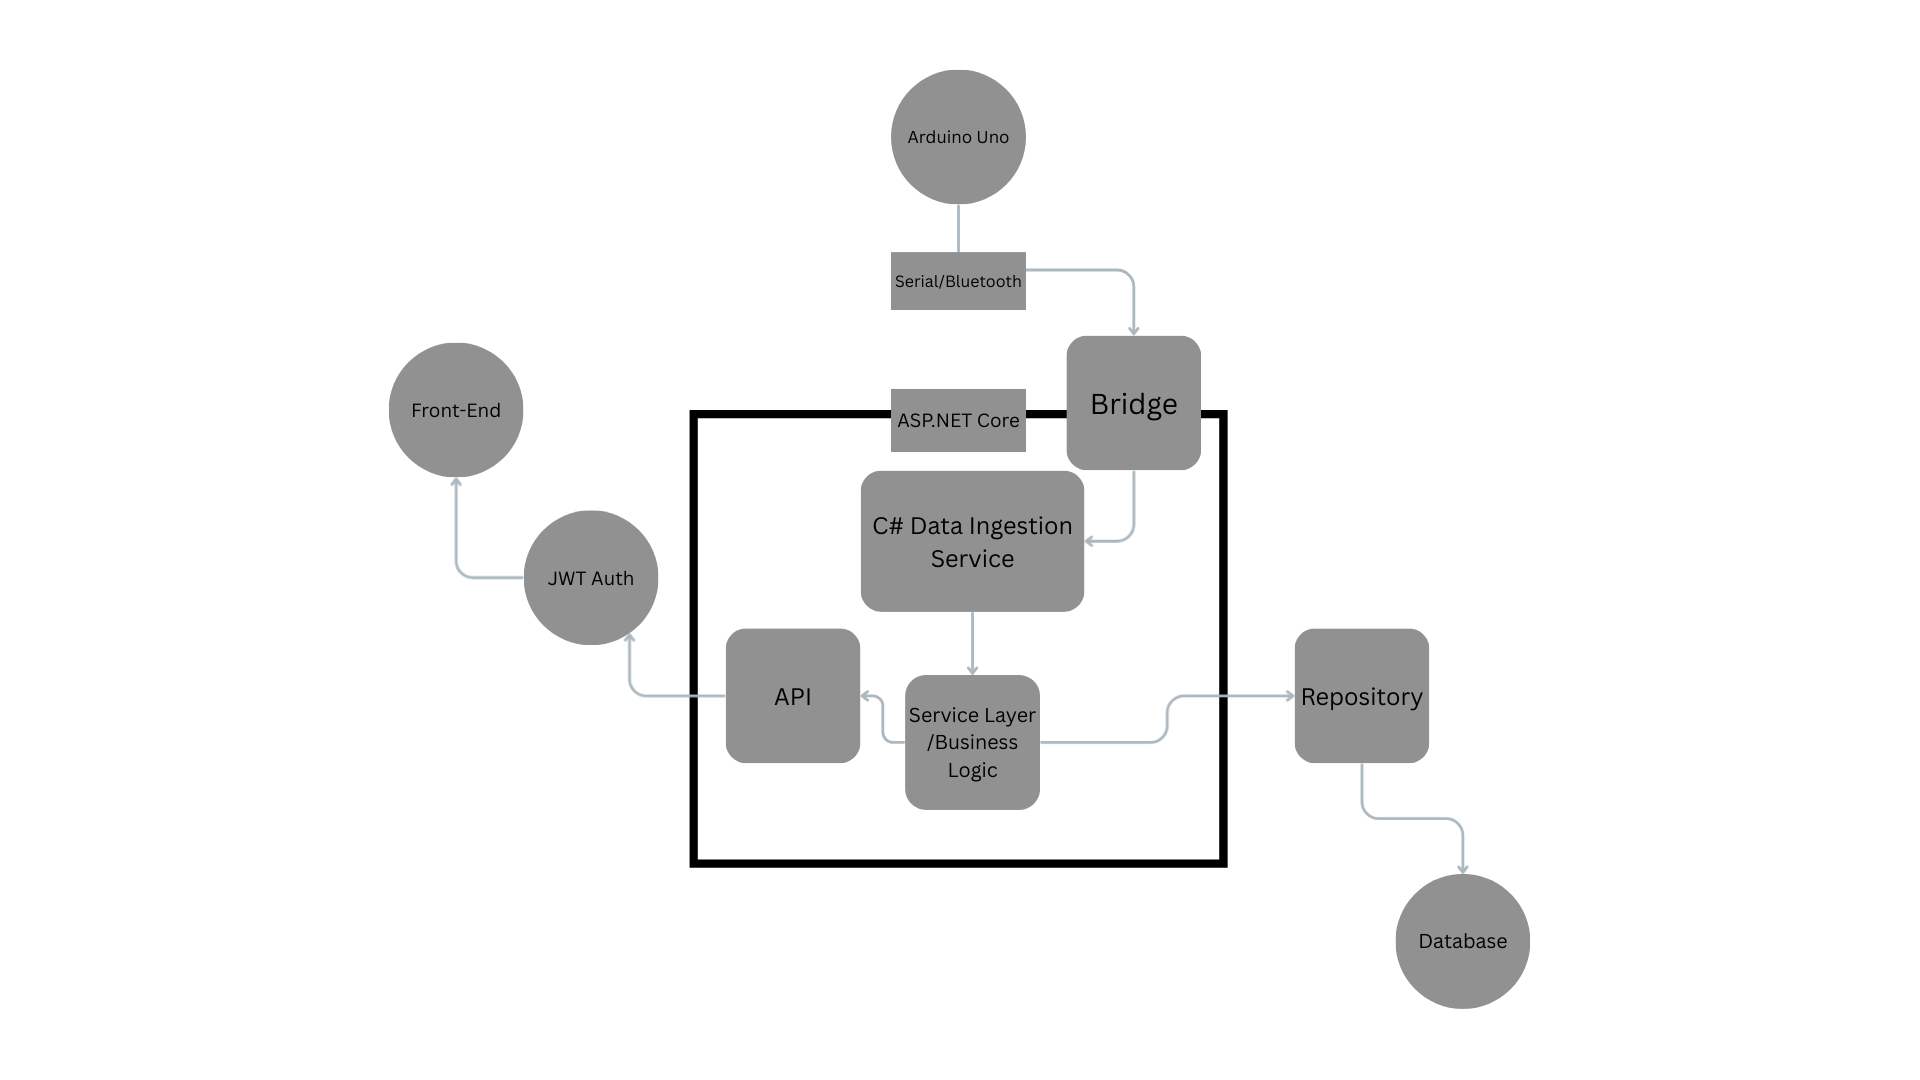 Arduino Uno
Serial/Bluetooth
Bridge
Front-End
ASP.NET Core
C# Data Ingestion
Service
JWT Auth
API
Service Layer
/Business
Logic
Repository
Database